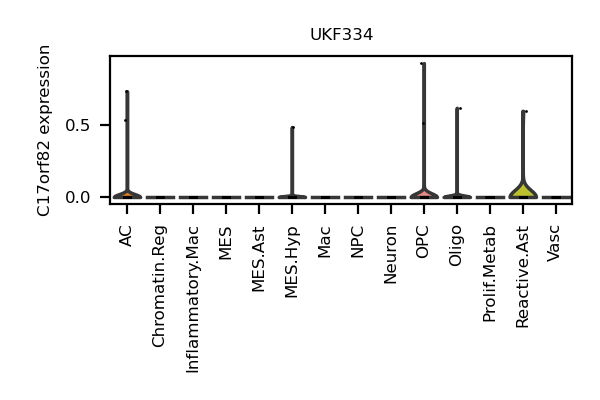 UKF334
C17orf82 expression
0.5
0.0
AC
Chromatin.Reg
Inflammatory.Mac
MES
MES.Ast
MES.Hyp
Mac
NPC
Neuron
OPC
Oligo
Prolif.Metab
Reactive.Ast
Vasc